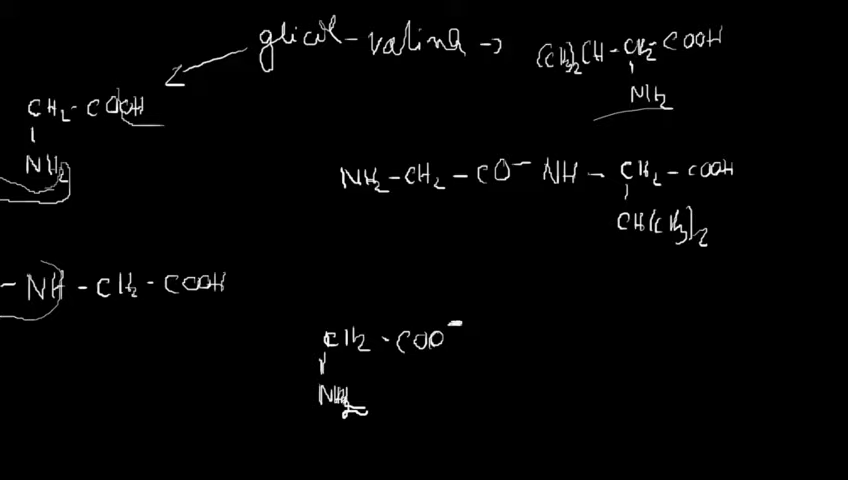 glicil-valina → (CH3)2CH-CH2-COOH
NH2
CH2-COOH
NH2
NH2-CH2-CO-NH-CH2-COOH
CH(CH3)2
-NH-CH2-COOH
CH2-COO-
NH2